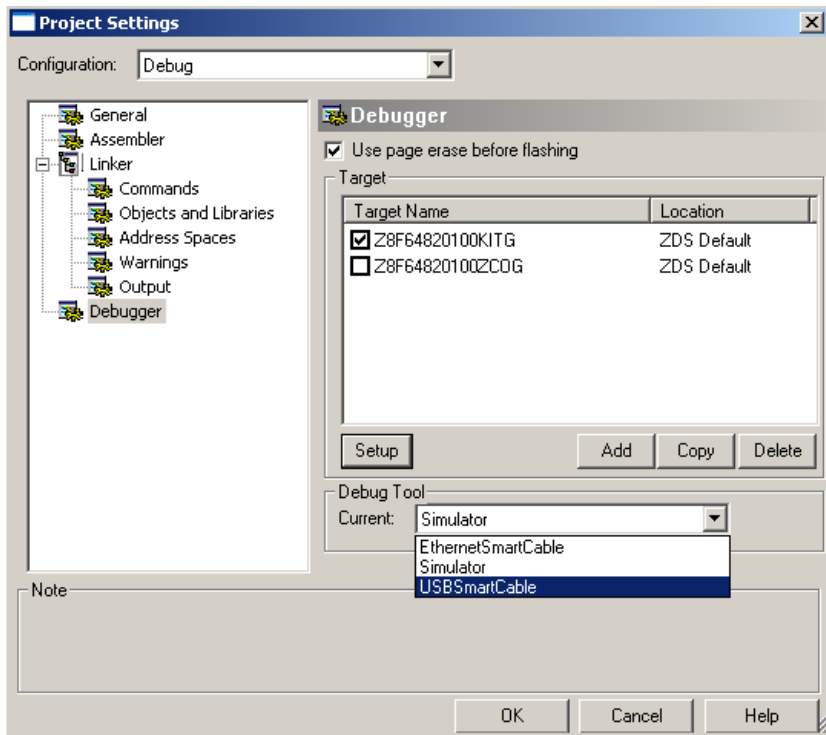 Project Settings
Configuration: Debug
General
Assembler
Linker
Commands
Objects and Libraries
Address Spaces
Warnings
Output
Debugger
Debugger
Use page erase before flashing
Target
Target Name Location
Z8F64820100KITG ZDS Default
Z8F64820100ZCOG ZDS Default
Setup Add Copy Delete
Debug Tool
Current: Simulator
EthernetSmartCable
Simulator
USBSmartCable
Note
OK Cancel Help